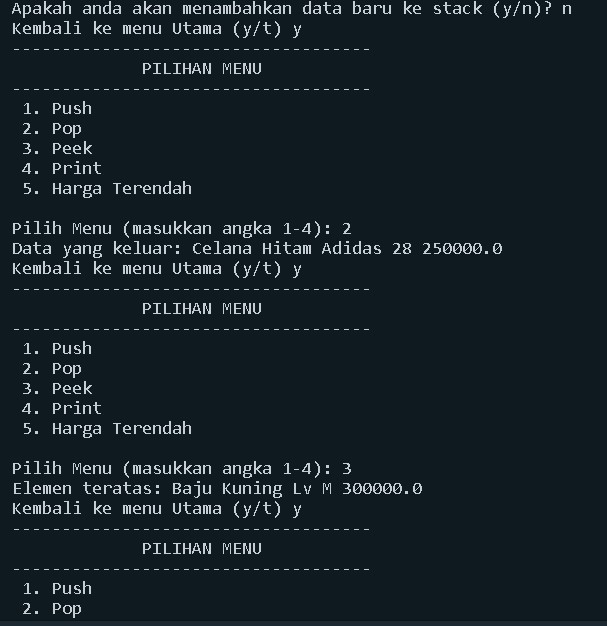 Apakah anda akan menambahkan data baru ke stack (y/n)? n
Kembali ke menu Utama (y/t) y
------------------------------------
PILIHAN MENU
------------------------------------
1. Push
2. Pop
3. Peek
4. Print
5. Harga Terendah
Pilih Menu (masukkan angka 1-4): 2
Data yang keluar: Celana Hitam Adidas 28 250000.0
Kembali ke menu Utama (y/t) y
------------------------------------
PILIHAN MENU
------------------------------------
1. Push
2. Pop
3. Peek
4. Print
5. Harga Terendah
Pilih Menu (masukkan angka 1-4): 3
Elemen teratas: Baju Kuning Lv M 300000.0
Kembali ke menu Utama (y/t) y
------------------------------------
PILIHAN MENU
------------------------------------
1. Push
2. Pop